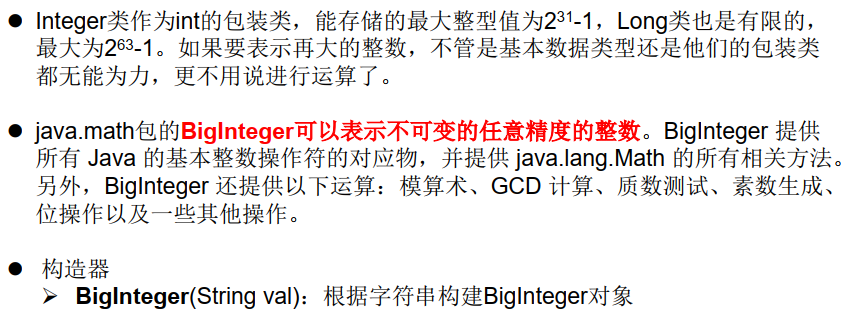 ● Integer类作为int的包装类，能存储的最大整型值为2³¹-1，Long类也是有限的，
最大为2⁶³-1。如果要表示再大的整数，不管是基本数据类型还是他们的包装类
都无能为力，更不用说进行运算了。
● java.math包的BigInteger可以表示不可变的任意精度的整数。BigInteger 提供
所有 Java 的基本整数操作符的对应物，并提供 java.lang.Math 的所有相关方法。
另外，BigInteger 还提供以下运算：模算术、GCD 计算、质数测试、素数生成、
位操作以及一些其他操作。
● 构造器
➢ BigInteger(String val)：根据字符串构建BigInteger对象